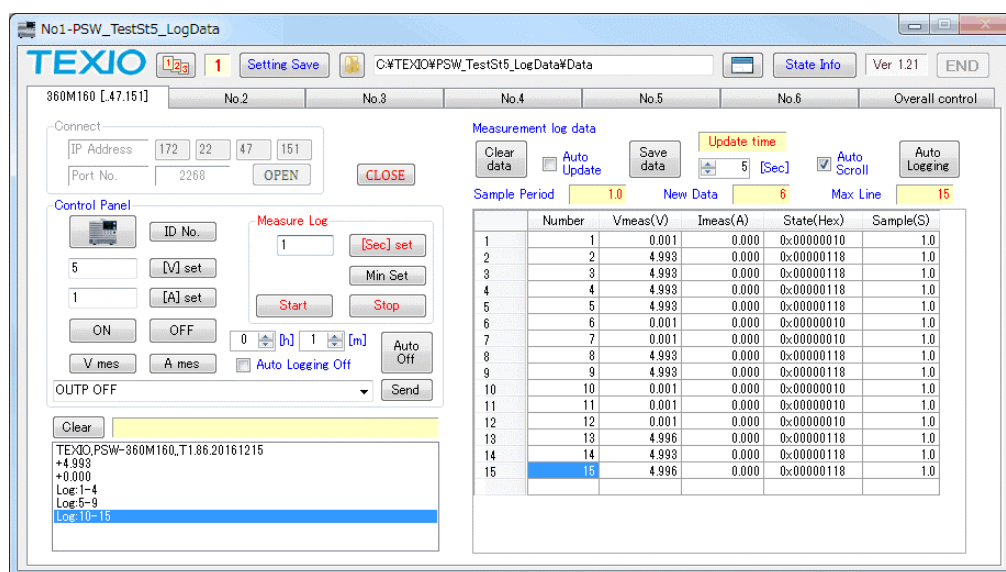 No1-PSW_TestSt5_LogData
TEXIO 123 1 Setting Save C:¥TEXIO¥PSW_TestSt5_LogData¥Data State Info Ver 1.21 END
360M160 [..47.151] No.2 No.3 No.4 No.5 No.6 Overall control
Connect
IP Address 172 22 47 151
Port No. 2268 OPEN CLOSE
Control Panel
ID No.
5 [V] set
1 [A] set
ON OFF
V mes A mes
Measure Log
1 [Sec] set
Min Set
Start Stop
0 [h] 1 [m]
Auto Logging Off
Auto Off
OUTP OFF Send
Clear
TEXIO,PSW-360M160,,T1.86.20161215
+4.993
+0.000
Log:1-4
Log:5-9
Log:10-15
Measurement log data
Clear data
Auto Update
Save data
Update time
5 [Sec]
Auto Scroll
Auto Logging
Sample Period 1.0 New Data 6 Max Line 15
Number Vmeas(V) Imeas(A) State(Hex) Sample(S)
1 1 0.001 0.000 0x00000010 1.0
2 2 4.993 0.000 0x00000118 1.0
3 3 4.993 0.000 0x00000118 1.0
4 4 4.993 0.000 0x00000118 1.0
5 5 4.993 0.000 0x00000118 1.0
6 6 0.001 0.000 0x00000010 1.0
7 7 0.001 0.000 0x00000010 1.0
8 8 4.993 0.000 0x00000118 1.0
9 9 4.993 0.000 0x00000118 1.0
10 10 0.001 0.000 0x00000010 1.0
11 11 0.001 0.000 0x00000010 1.0
12 12 0.001 0.000 0x00000010 1.0
13 13 4.996 0.000 0x00000118 1.0
14 14 4.993 0.000 0x00000118 1.0
15 15 4.996 0.000 0x00000118 1.0